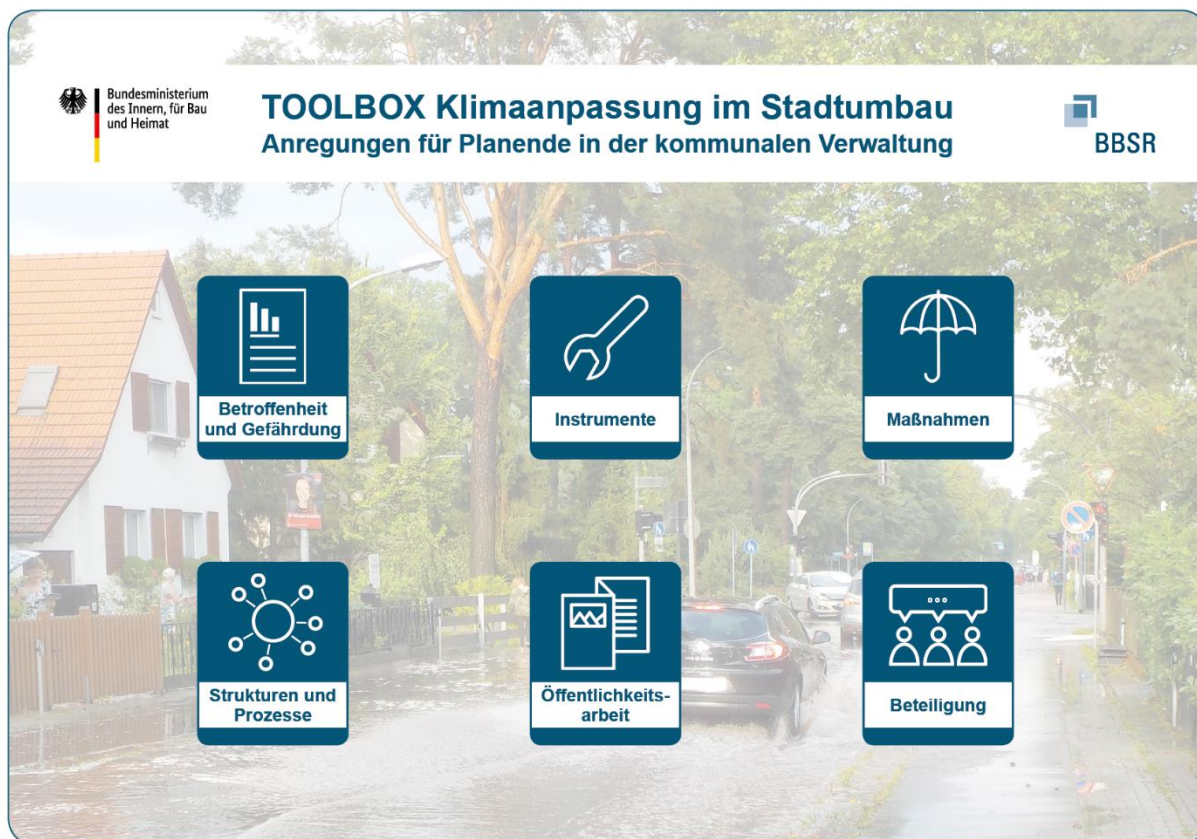 Bundesministerium
des Innern, für Bau
und Heimat
TOOLBOX Klimaanpassung im Stadtumbau
Anregungen für Planende in der kommunalen Verwaltung
BBSR
Betroffenheit
und Gefährdung
Instrumente
Maßnahmen
Strukturen und
Prozesse
Öffentlichkeits-
arbeit
Beteiligung